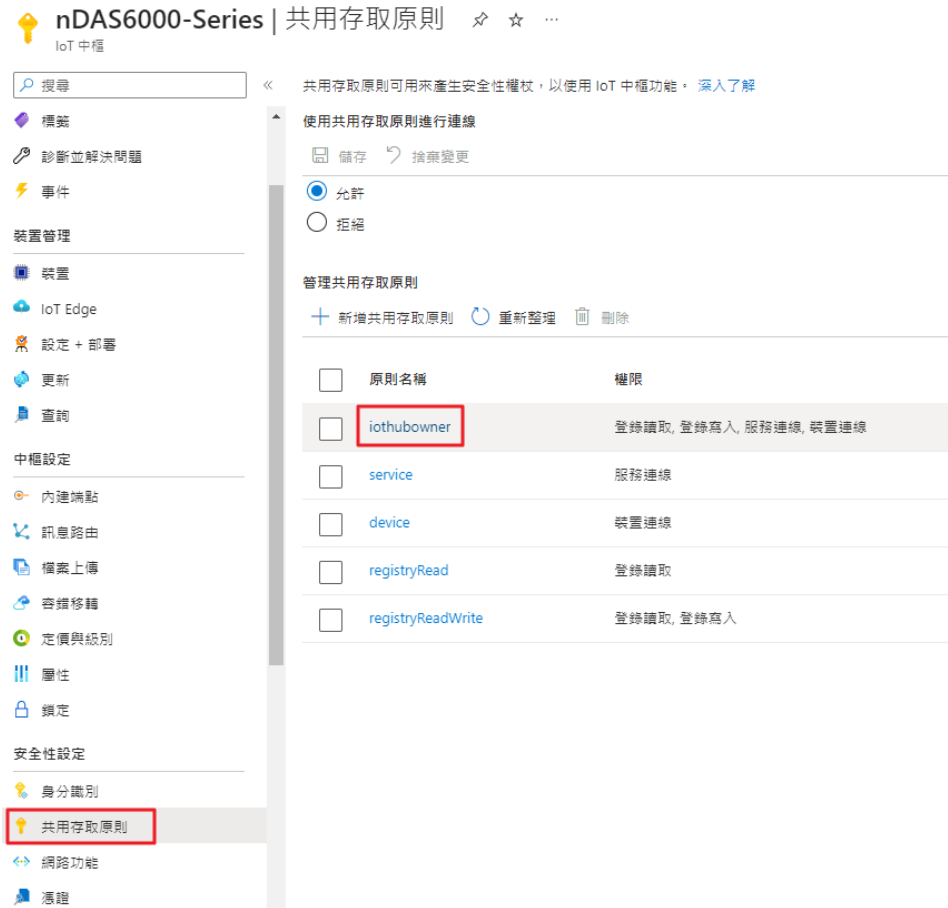 nDAS6000-Series | 共用存取原則
IoT 中樞
搜尋
標籤
診斷並解決問題
事件
裝置管理
裝置
IoT Edge
設定 + 部署
更新
查詢
中樞設定
內建端點
訊息路由
檔案上傳
容錯移轉
定價與級別
屬性
鎖定
安全性設定
身分識別
共用存取原則
網路功能
憑證
共用存取原則可用來產生安全性權杖，以使用 IoT 中樞功能。 深入了解
使用共用存取原則進行連線
儲存 捨棄變更
允許
拒絕
管理共用存取原則
新增共用存取原則 重新整理 刪除
原則名稱 權限
iothubowner 登錄讀取, 登錄寫入, 服務連線, 裝置連線
service 服務連線
device 裝置連線
registryRead 登錄讀取
registryReadWrite 登錄讀取, 登錄寫入